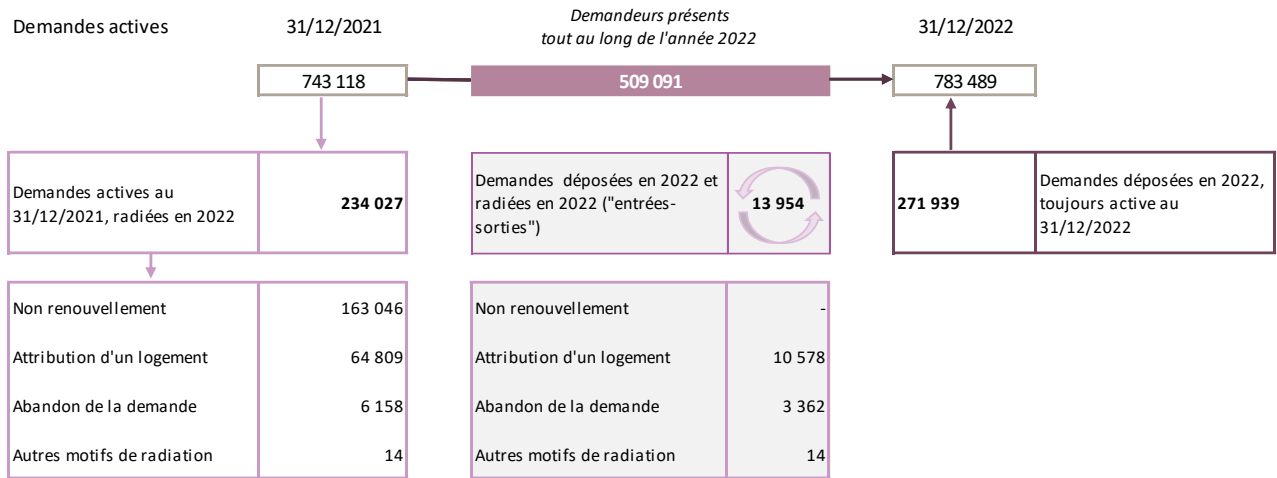 Demandes actives
31/12/2021
Demandeurs présents
tout au long de l'année 2022
31/12/2022
743 118
509 091
783 489
Demandes actives au
31/12/2021, radiées en 2022
234 027
Demandes déposées en 2022 et
radiées en 2022 ("entrées-
sorties")
13 954
271 939
Demandes déposées en 2022,
toujours active au
31/12/2022
Non renouvellement 163 046
Attribution d'un logement 64 809
Abandon de la demande 6 158
Autres motifs de radiation 14
Non renouvellement -
Attribution d'un logement 10 578
Abandon de la demande 3 362
Autres motifs de radiation 14